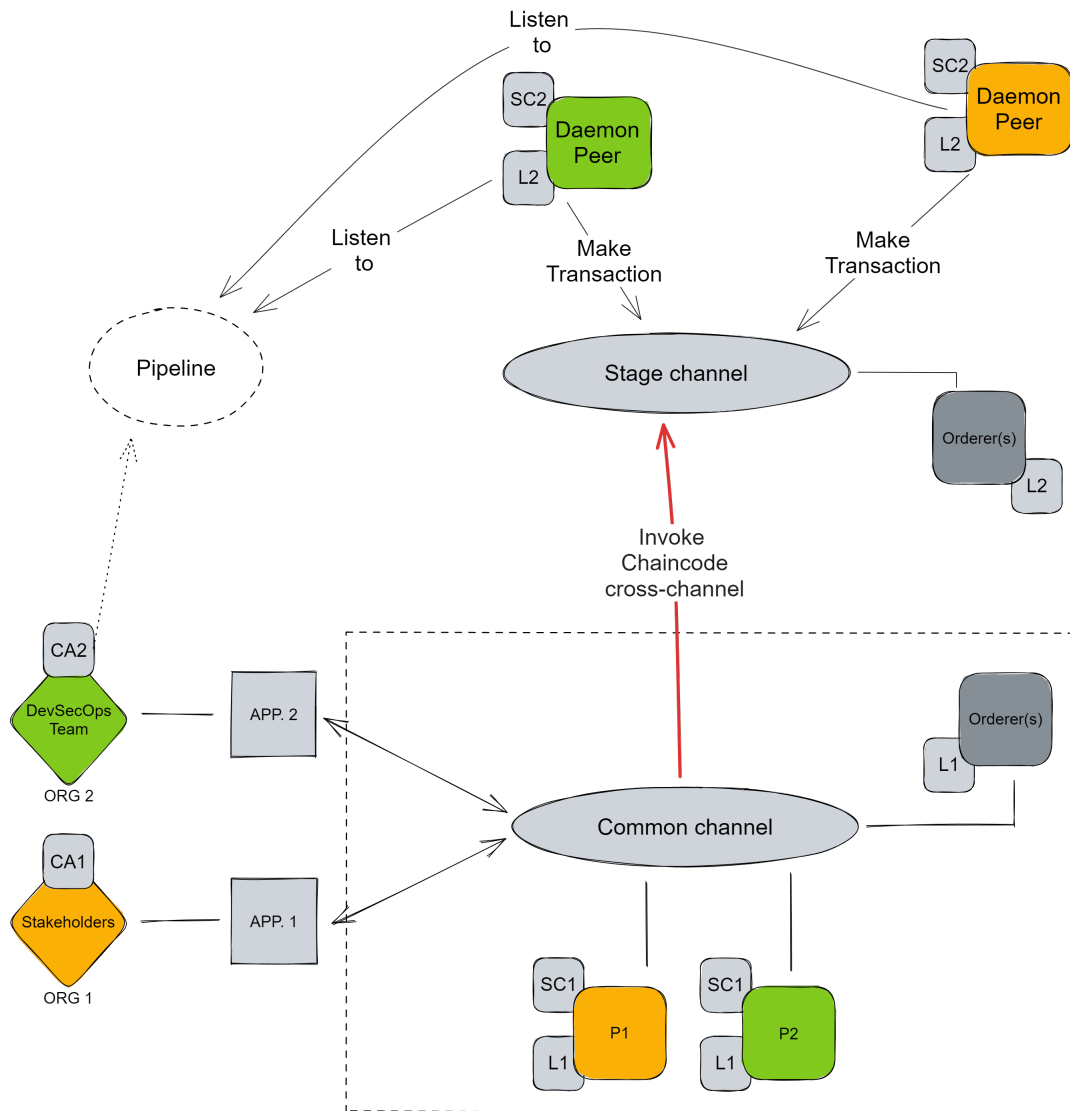 Listen
to
SC2
Daemon
Peer
L2
SC2
Daemon
Peer
L2
Listen
to
Make
Transaction
Make
Transaction
Pipeline
Stage channel
Orderer(s)
L2
Invoke
Chaincode
cross-channel
CA2
DevSecOps
Team
ORG 2
APP. 2
Orderer(s)
L1
Common channel
CA1
Stakeholders
ORG 1
APP. 1
SC1
P1
L1
SC1
P2
L1